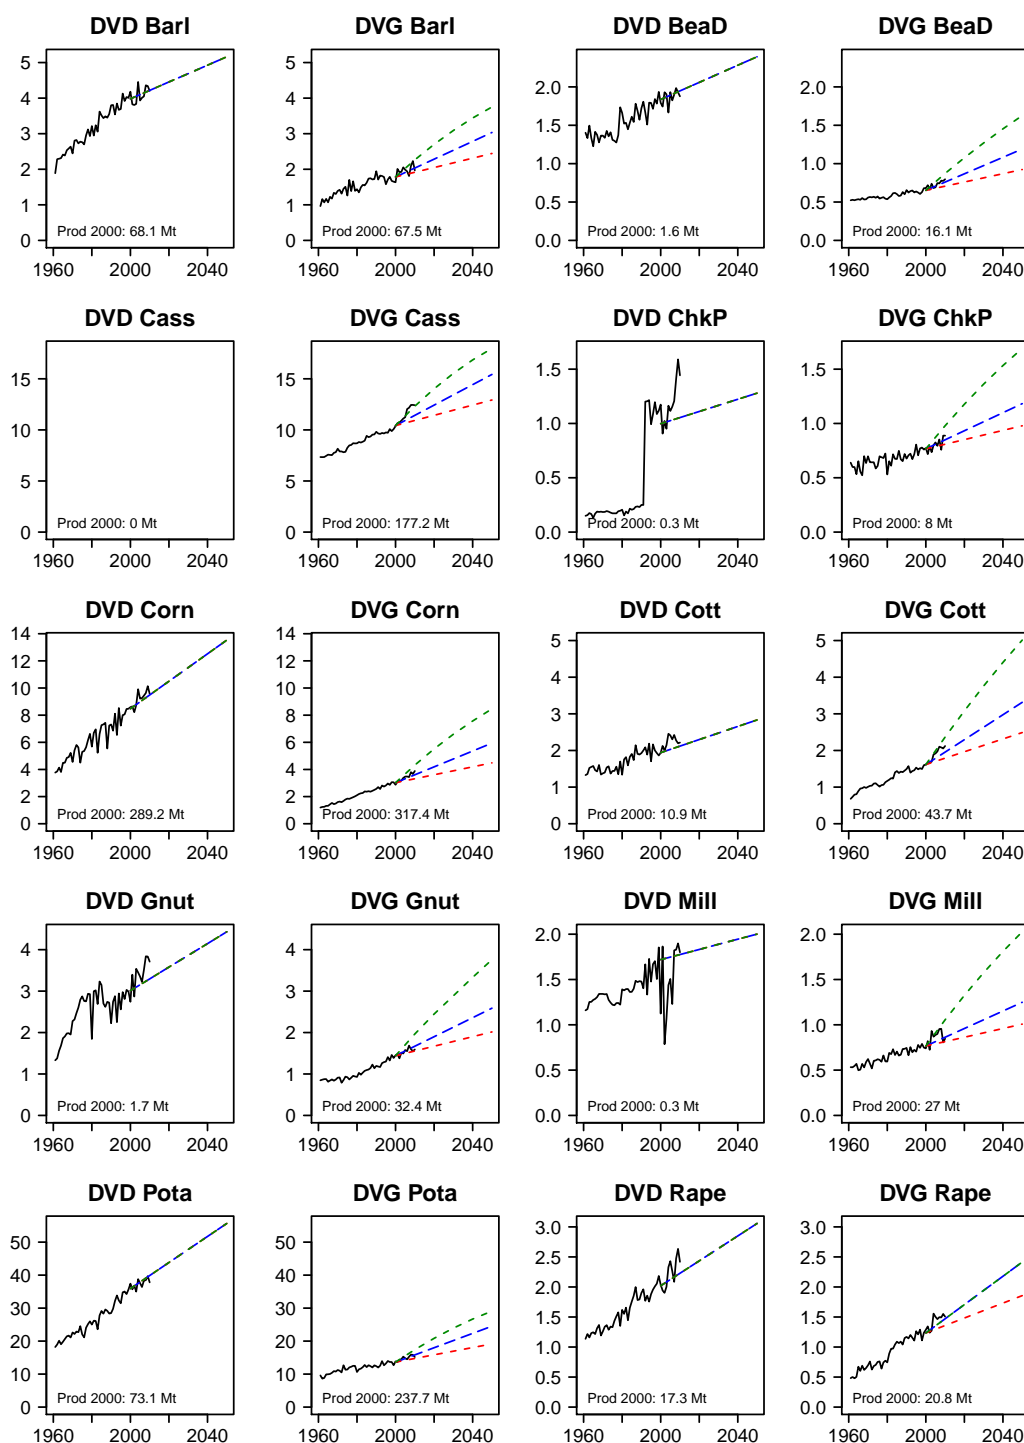 DVD Barl
DVG Barl
DVD BeaD
DVG BeaD
5
4
3
2
1
0
Prod 2000: 68.1 Mt
1960 2000 2040
5
4
3
2
1
0
Prod 2000: 67.5 Mt
1960 2000 2040
2.0
1.5
1.0
0.5
0.0
Prod 2000: 1.6 Mt
1960 2000 2040
2.0
1.5
1.0
0.5
0.0
Prod 2000: 16.1 Mt
1960 2000 2040
DVD Cass
DVG Cass
DVD ChkP
DVG ChkP
15
10
5
0
Prod 2000: 0 Mt
1960 2000 2040
15
10
5
0
Prod 2000: 177.2 Mt
1960 2000 2040
1.5
1.0
0.5
0.0
Prod 2000: 0.3 Mt
1960 2000 2040
1.5
1.0
0.5
0.0
Prod 2000: 8 Mt
1960 2000 2040
DVD Corn
DVG Corn
DVD Cott
DVG Cott
14
12
10
8
6
4
2
0
Prod 2000: 289.2 Mt
1960 2000 2040
14
12
10
8
6
4
2
0
Prod 2000: 317.4 Mt
1960 2000 2040
5
4
3
2
1
0
Prod 2000: 10.9 Mt
1960 2000 2040
5
4
3
2
1
0
Prod 2000: 43.7 Mt
1960 2000 2040
DVD Gnut
DVG Gnut
DVD Mill
DVG Mill
4
3
2
1
0
Prod 2000: 1.7 Mt
1960 2000 2040
4
3
2
1
0
Prod 2000: 32.4 Mt
1960 2000 2040
2.0
1.5
1.0
0.5
0.0
Prod 2000: 0.3 Mt
1960 2000 2040
2.0
1.5
1.0
0.5
0.0
Prod 2000: 27 Mt
1960 2000 2040
DVD Pota
DVG Pota
DVD Rape
DVG Rape
50
40
30
20
10
0
Prod 2000: 73.1 Mt
1960 2000 2040
50
40
30
20
10
0
Prod 2000: 237.7 Mt
1960 2000 2040
3.0
2.5
2.0
1.5
1.0
0.5
0.0
Prod 2000: 17.3 Mt
1960 2000 2040
3.0
2.5
2.0
1.5
1.0
0.5
0.0
Prod 2000: 20.8 Mt
1960 2000 2040